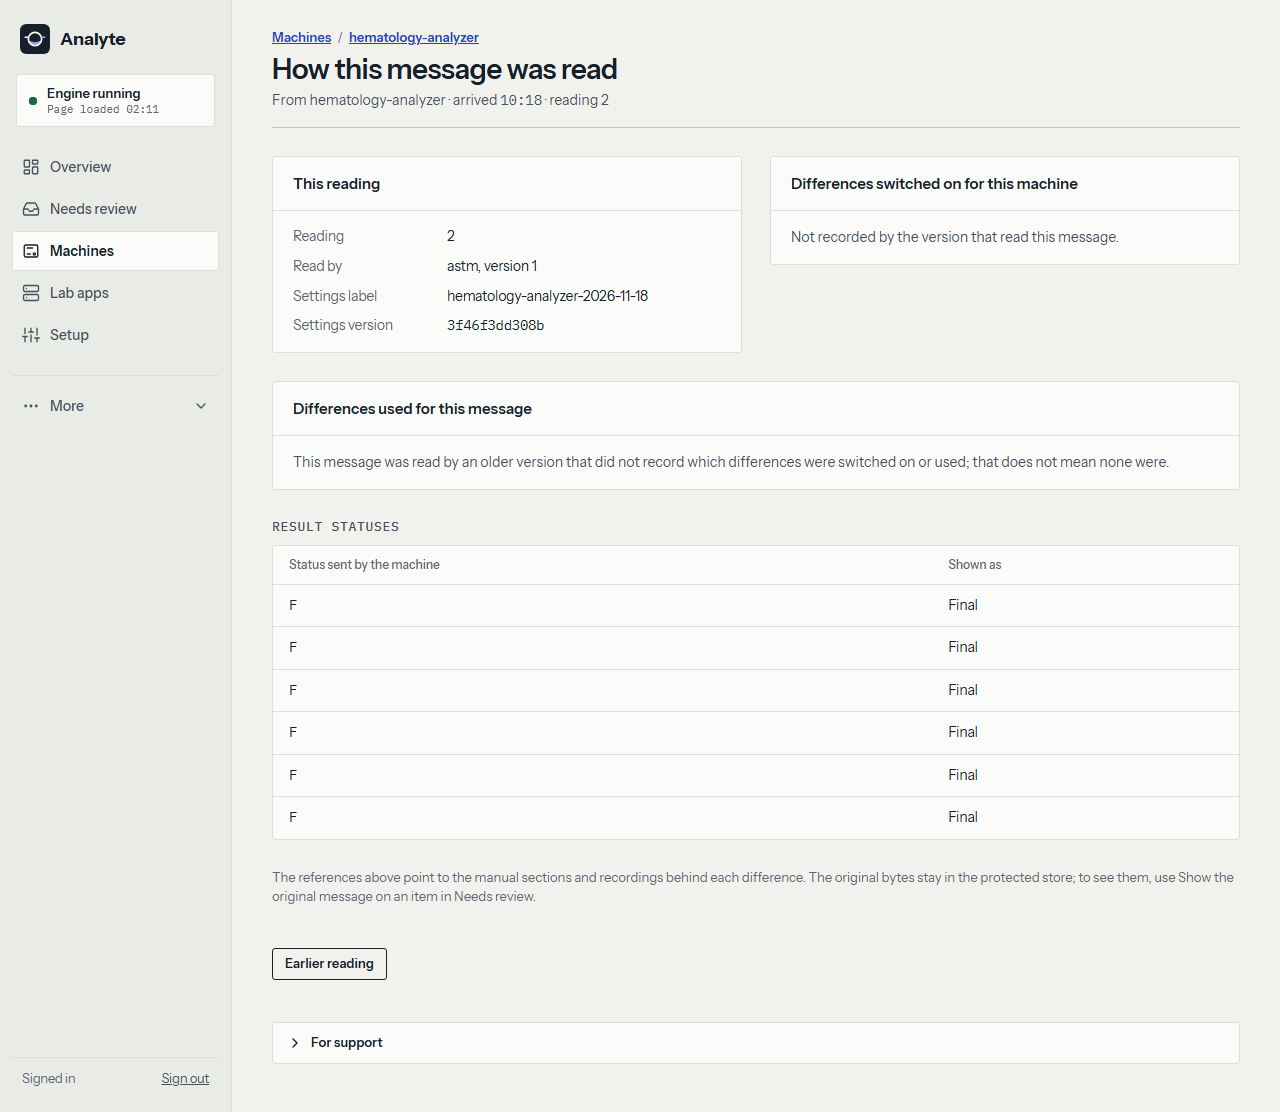 Analyte
Engine running
Page loaded 02:11
Overview
Needs review
Machines
Lab apps
Setup
More
Signed in
Sign out
Machines / hematology-analyzer
How this message was read
From hematology-analyzer · arrived 10:18 · reading 2
This reading
Reading 2
Read by astm, version 1
Settings label hematology-analyzer-2026-11-18
Settings version 3f46f3dd308b
Differences switched on for this machine
Not recorded by the version that read this message.
Differences used for this message
This message was read by an older version that did not record which differences were switched on or used; that does not mean none were.
RESULT STATUSES
Status sent by the machine Shown as
F Final
F Final
F Final
F Final
F Final
F Final
The references above point to the manual sections and recordings behind each difference. The original bytes stay in the protected store; to see them, use Show the
original message on an item in Needs review.
Earlier reading
For support